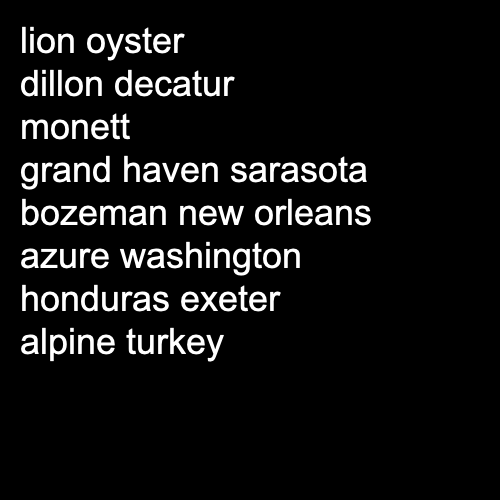 lion oyster
dillon decatur
monett
grand haven sarasota
bozeman new orleans
azure washington
honduras exeter
alpine turkey